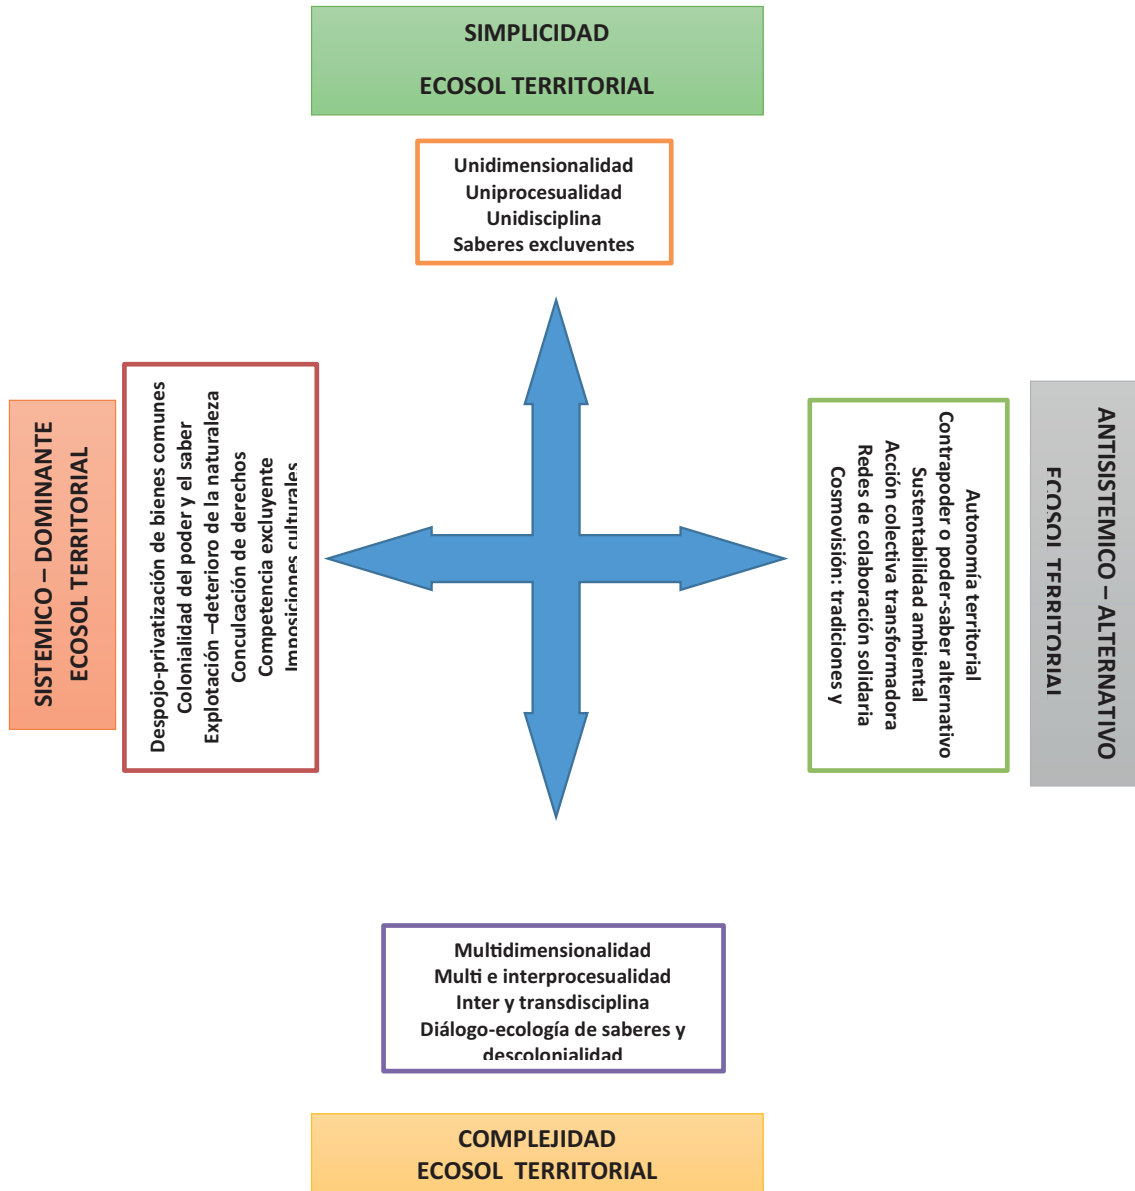 SIMPLICIDAD
ECOSOL TERRITORIAL
Unidimensionalidad
Uniprocesualidad
Unidisciplina
Saberes excluyentes
SISTEMICO – DOMINANTE
ECOSOL TERRITORIAL
Despojo-privatización de bienes comunes
Colonialidad del poder y el saber
Explotación –deterioro de la naturaleza
Conculcación de derechos
Competencia excluyente
Imposiciones culturales
ANTISISTEMICO – ALTERNATIVO
ECOSOL TERRITORIAL
Autonomía territorial
Contrapoder o poder-saber alternativo
Sustentabilidad ambiental
Acción colectiva transformadora
Redes de colaboración solidaria
Cosmovisión: tradiciones y
Multidimensionalidad
Multi e interprocesualidad
Inter y transdisciplina
Diálogo-ecología de saberes y
descolonialidad
COMPLEJIDAD
ECOSOL TERRITORIAL